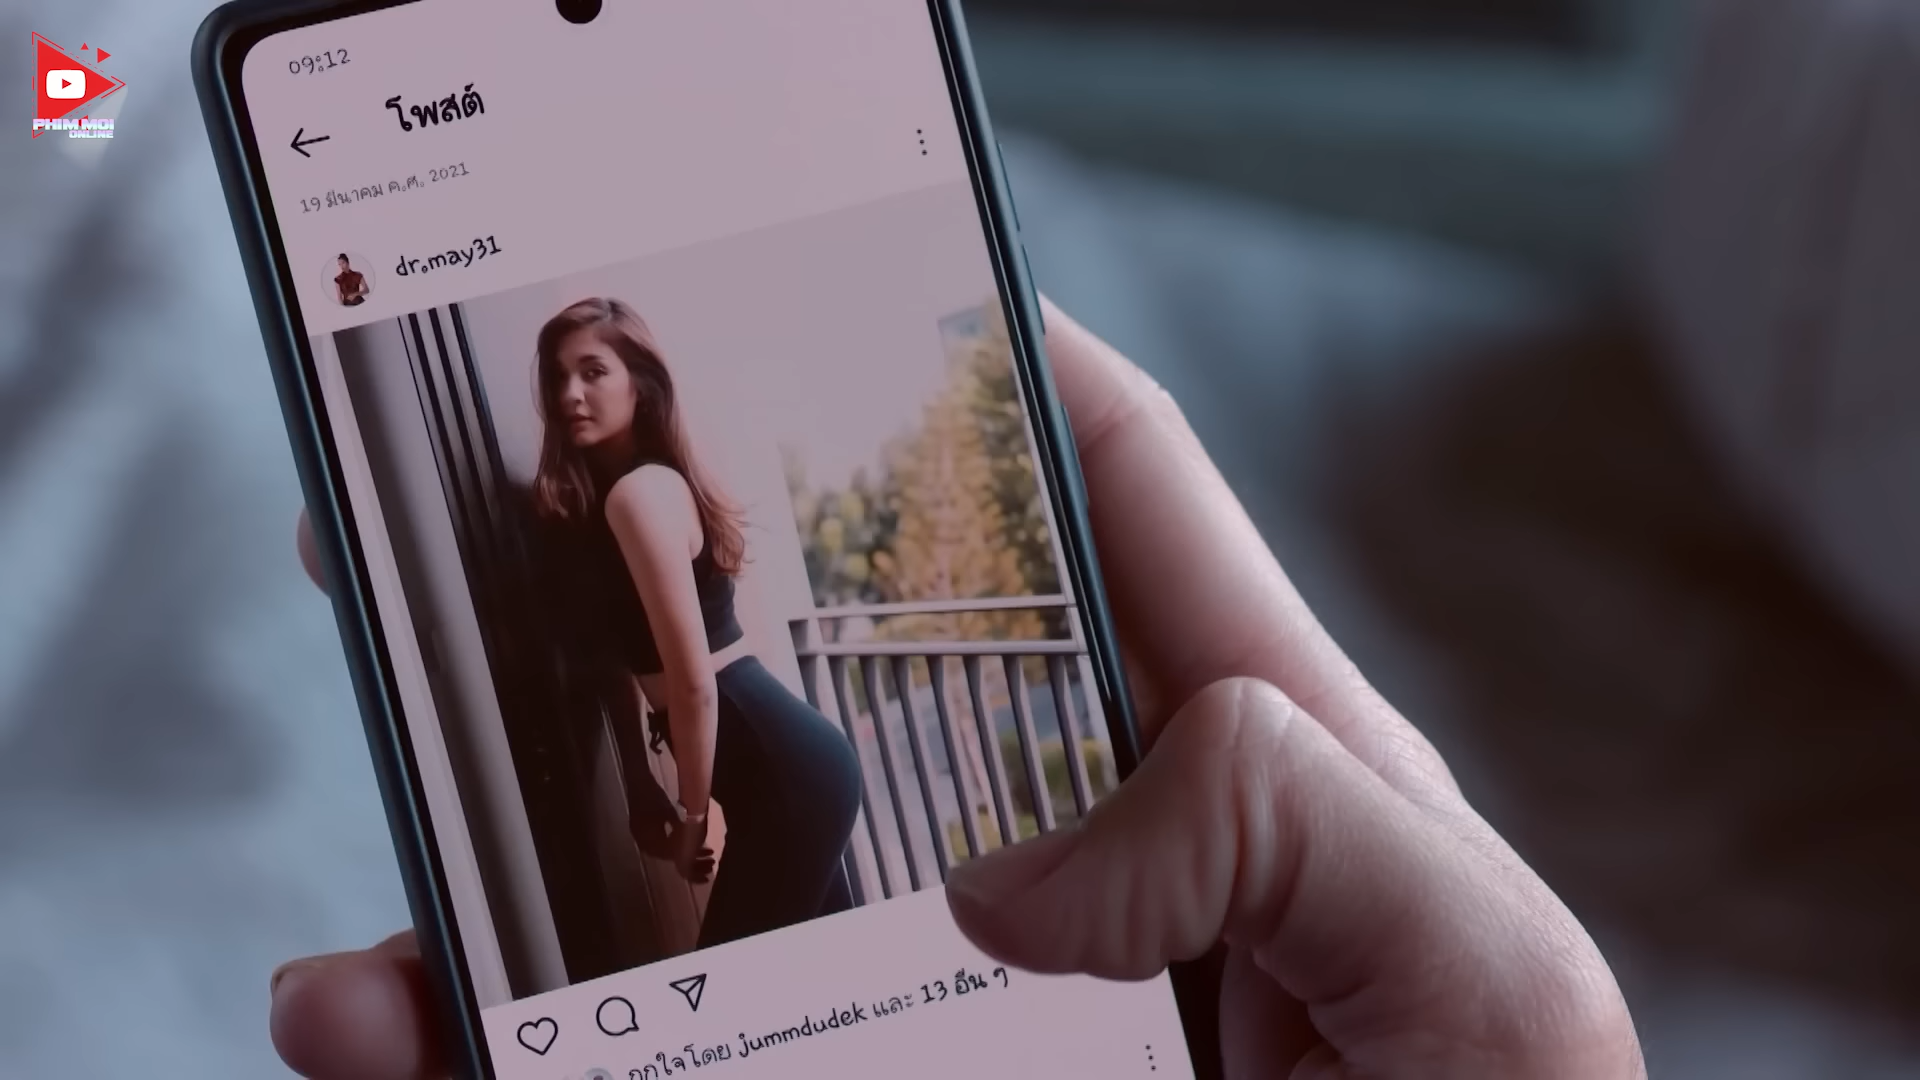 PHIM MOI
ONLINE
09:12
โพสต์
19 มีนาคม ค.ศ. 2021
dr.may31
ถูกใจโดย jummdudek และ 13 อื่น ๆ